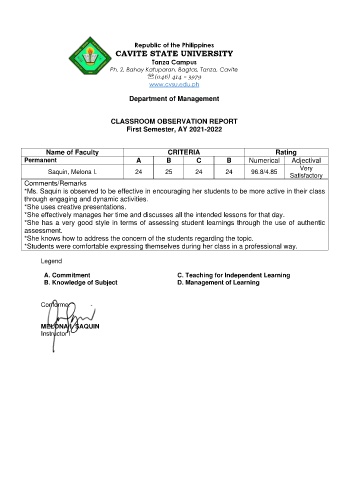 Republic of the Philippines
CAVITE STATE UNIVERSITY
Tanza Campus
Ph. 2, Bahay Katuparan, Bagtas, Tanza, Cavite
☏ (046) 414 – 3979
www.cvsu.edu.ph
Department of Management
CLASSROOM OBSERVATION REPORT
First Semester, AY 2021-2022
Name of Faculty CRITERIA Rating
Permanent A B C B Numerical Adjectival
Saquin, Melona I. 24 25 24 24 96.8/4.85 Very Satisfactory
Comments/Remarks
*Ms. Saquin is observed to be effective in encouraging her students to be more active in their class
through engaging and dynamic activities.
*She uses creative presentations.
*She effectively manages her time and discusses all the intended lessons for that day.
*She has a very good style in terms of assessing student learnings through the use of authentic
assessment.
*She knows how to address the concern of the students regarding the topic.
*Students were comfortable expressing themselves during her class in a professional way.
Legend
A. Commitment C. Teaching for Independent Learning
B. Knowledge of Subject D. Management of Learning
Conforme:
MELONA I. SAQUIN
Instructor I